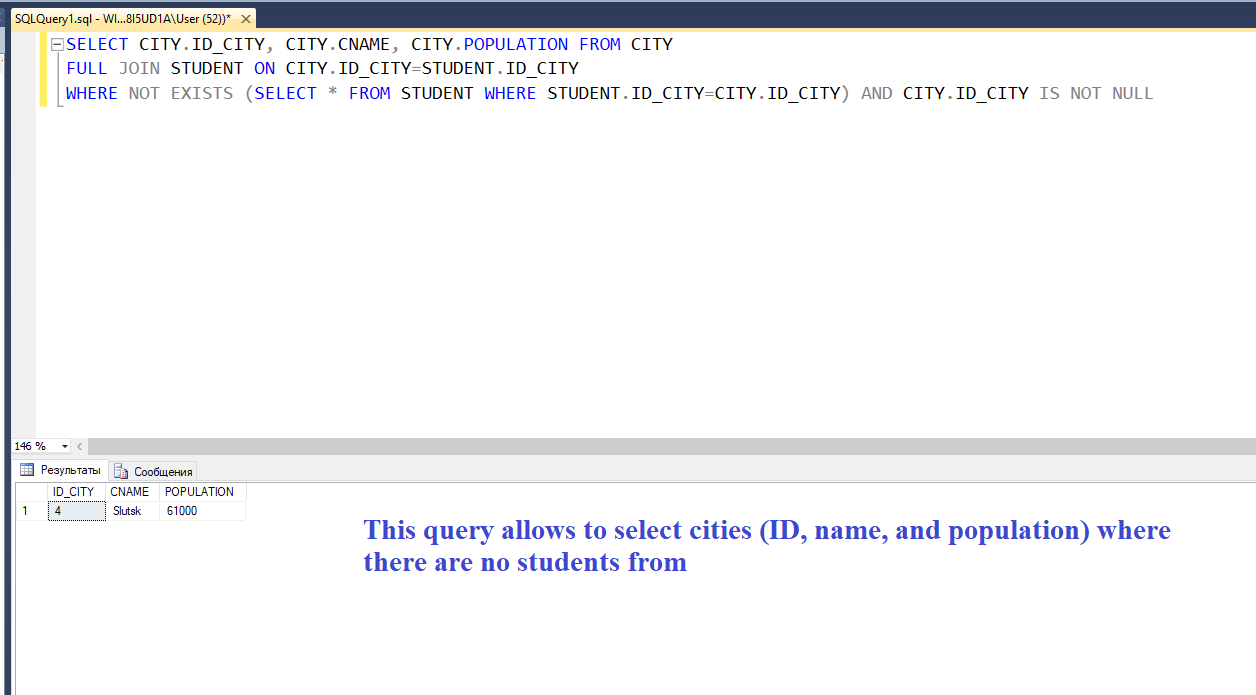 SQLQuery1.sql - WI...8I5UD1A\User (52))*
SELECT CITY.ID_CITY, CITY.CNAME, CITY.POPULATION FROM CITY
FULL JOIN STUDENT ON CITY.ID_CITY=STUDENT.ID_CITY
WHERE NOT EXISTS (SELECT * FROM STUDENT WHERE STUDENT.ID_CITY=CITY.ID_CITY) AND CITY.ID_CITY IS NOT NULL
146 %
Результаты Сообщения
ID_CITY CNAME POPULATION
1 4 Slutsk 61000
This query allows to select cities (ID, name, and population) where
there are no students from